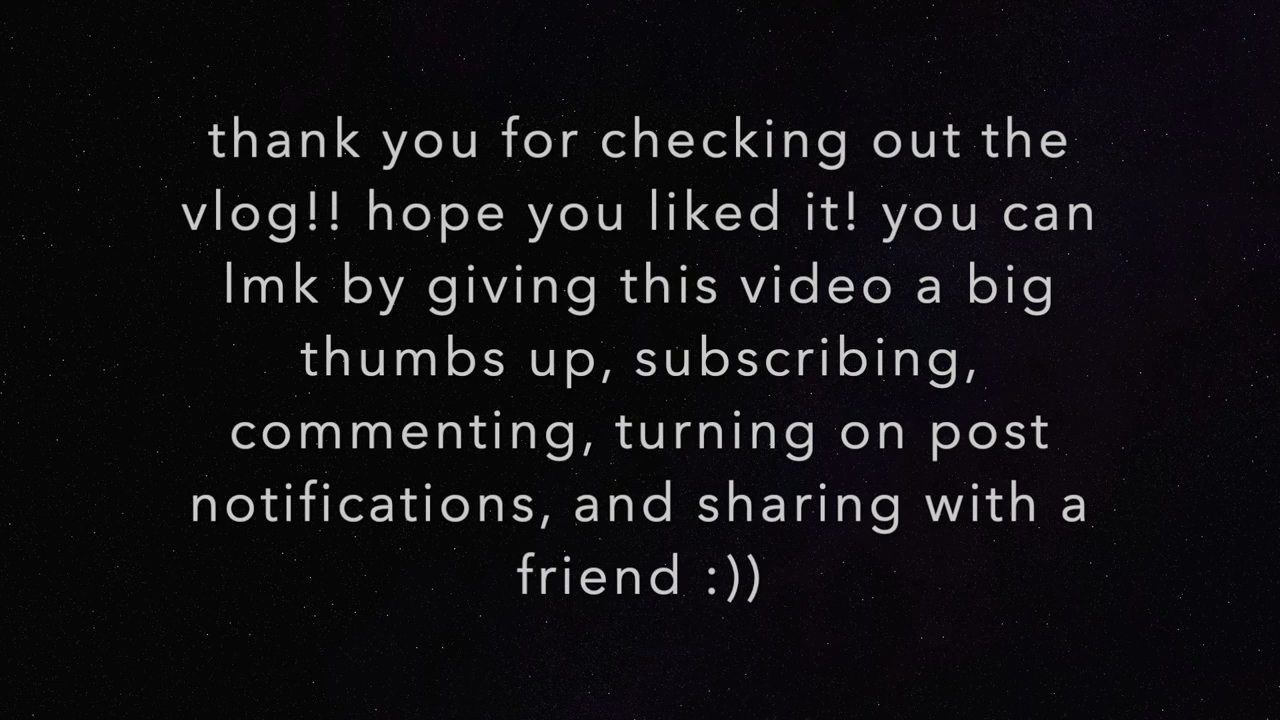 thank you for checking out the
vlog!! hope you liked it! you can
lmk by giving this video a big
thumbs up, subscribing,
commenting, turning on post
notifications, and sharing with a
friend :))